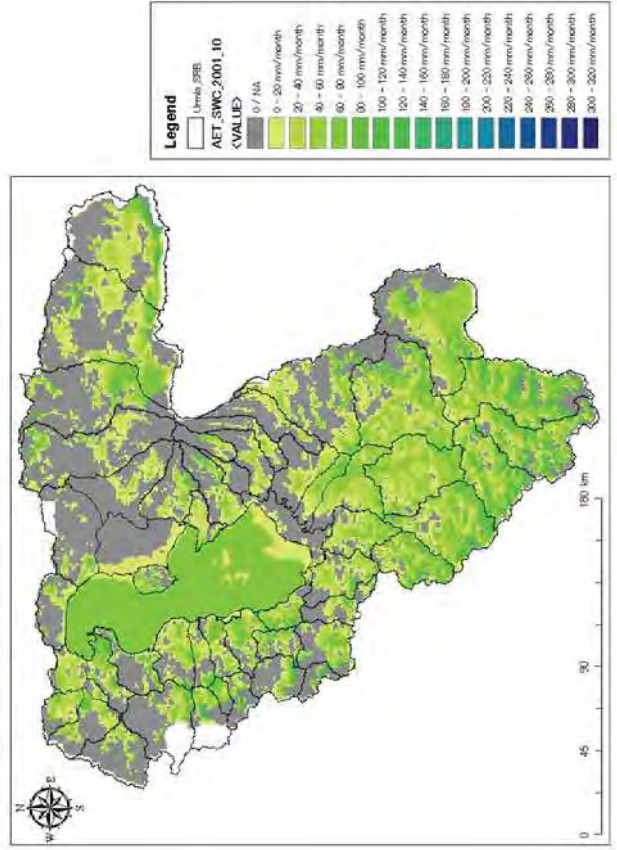 N
W E
S
0 45 90 180 km
Legend
Urmia SRB
AET_SWC_2001_10
<VALUE>
0 / NA
0 - 20 mm/month
20 - 40 mm/month
40 - 60 mm/month
60 - 80 mm/month
80 - 100 mm/month
100 - 120 mm/month
120 - 140 mm/month
140 - 160 mm/month
160 - 180 mm/month
180 - 200 mm/month
200 - 220 mm/month
220 - 240 mm/month
240 - 260 mm/month
260 - 280 mm/month
280 - 300 mm/month
300 - 320 mm/month